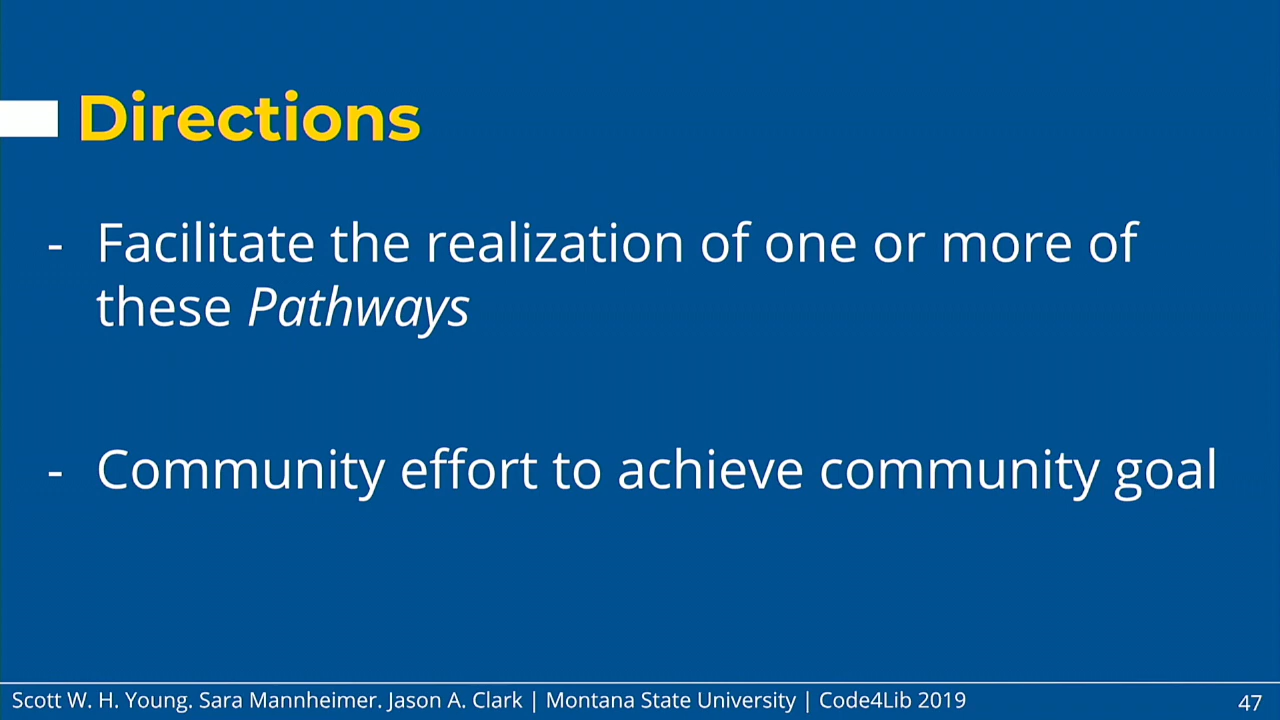 Directions
- Facilitate the realization of one or more of
these Pathways
- Community effort to achieve community goal
Scott W. H. Young. Sara Mannheimer. Jason A. Clark | Montana State University | Code4Lib 2019
47